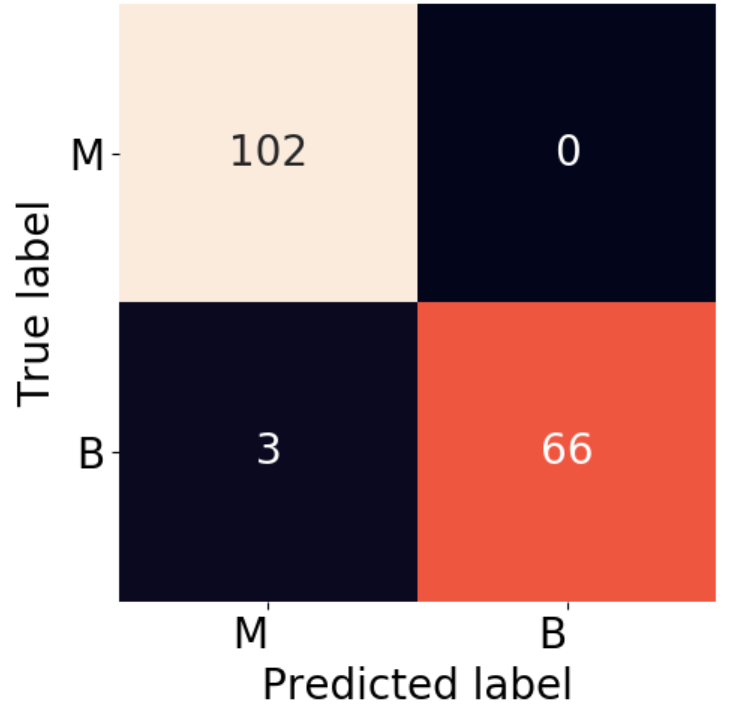 True label
M 102 0
B 3 66
M B
Predicted label